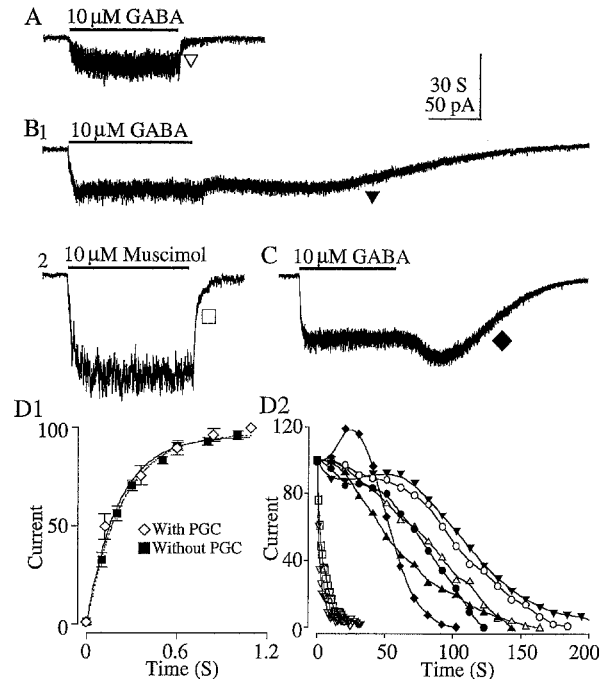 A
10 µM GABA
30 S
50 pA
B1
10 µM GABA
2
10 µM Muscimol
C
10 µM GABA
D1
100
50
0
Current
With PGC
Without PGC
0
0.6
1.2
Time (S)
D2
120
80
40
0
Current
0
50
100
150
200
Time (S)